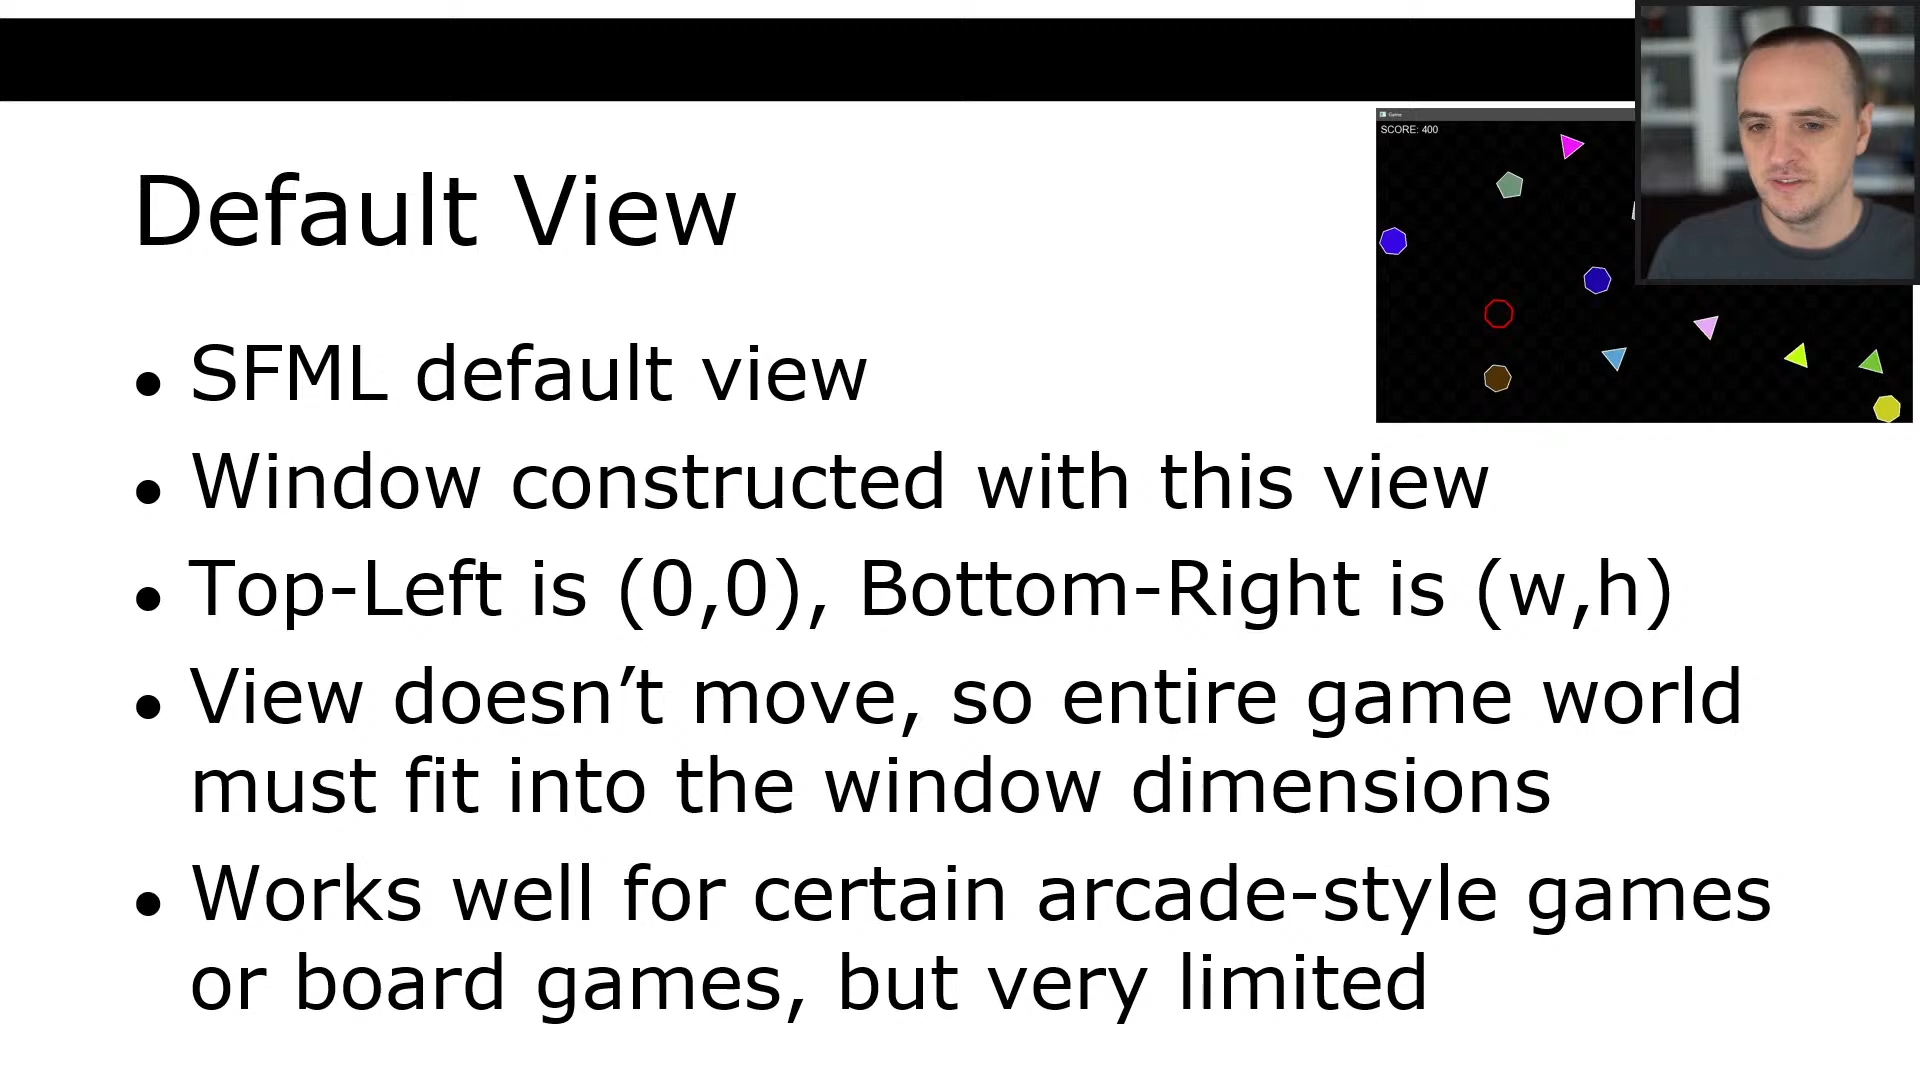 Game
SCORE: 400
Default View
• SFML default view
• Window constructed with this view
• Top-Left is (0,0), Bottom-Right is (w,h)
• View doesn’t move, so entire game world
must fit into the window dimensions
• Works well for certain arcade-style games
or board games, but very limited